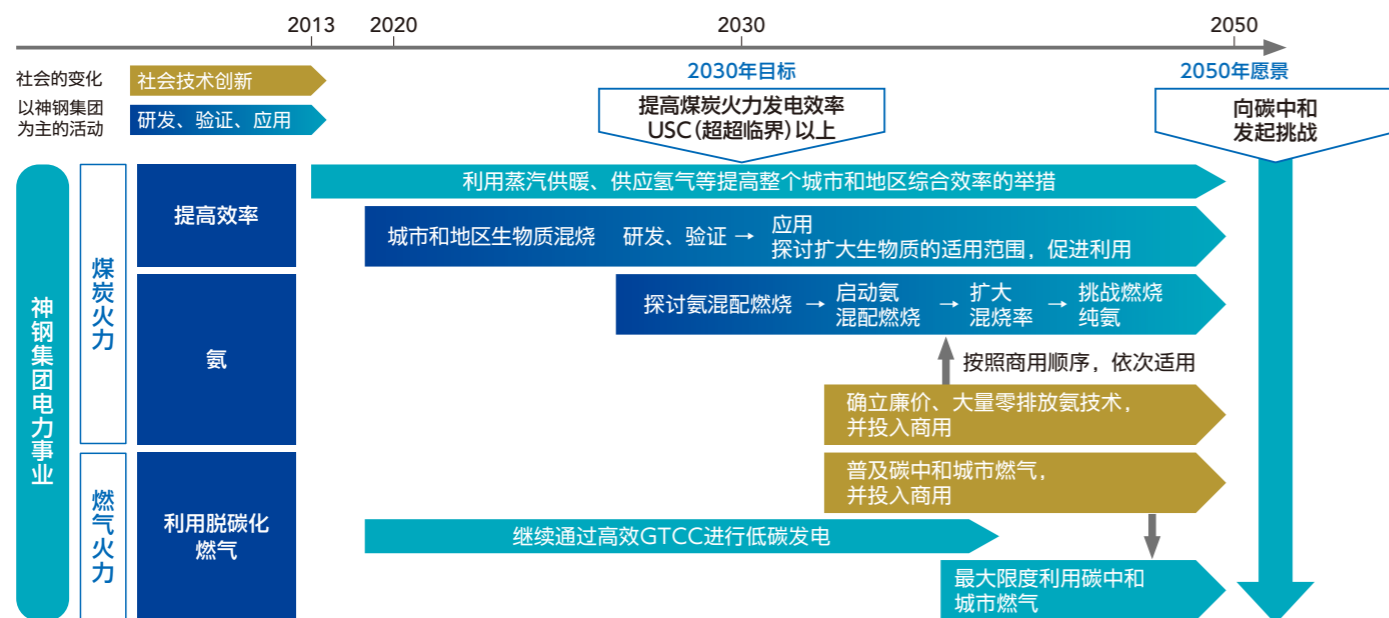 2013
2020
2030
2050
社会的变化
社会技术创新
以神钢集团
为主的活动
研发、验证、应用
2030年目标
提高煤炭火力发电效率
USC(超超临界)以上
2050年愿景
向碳中和
发起挑战
神钢集团电力事业
煤炭火力
提高效率
利用蒸汽供暖、供应氢气等提高整个城市和地区综合效率的举措
城市和地区生物质混烧 研发、验证 → 应用
探讨扩大生物质的适用范围，促进利用
氨
探讨氨混配燃烧 → 启动氨 → 扩大 → 挑战燃烧
混配燃烧 混烧率 纯氨
按照商用顺序，依次适用
确立廉价、大量零排放氨技术，
并投入商用
燃气火力
利用脱碳化
燃气
普及碳中和城市燃气，
并投入商用
继续通过高效GTCC进行低碳发电
最大限度利用碳中和
城市燃气